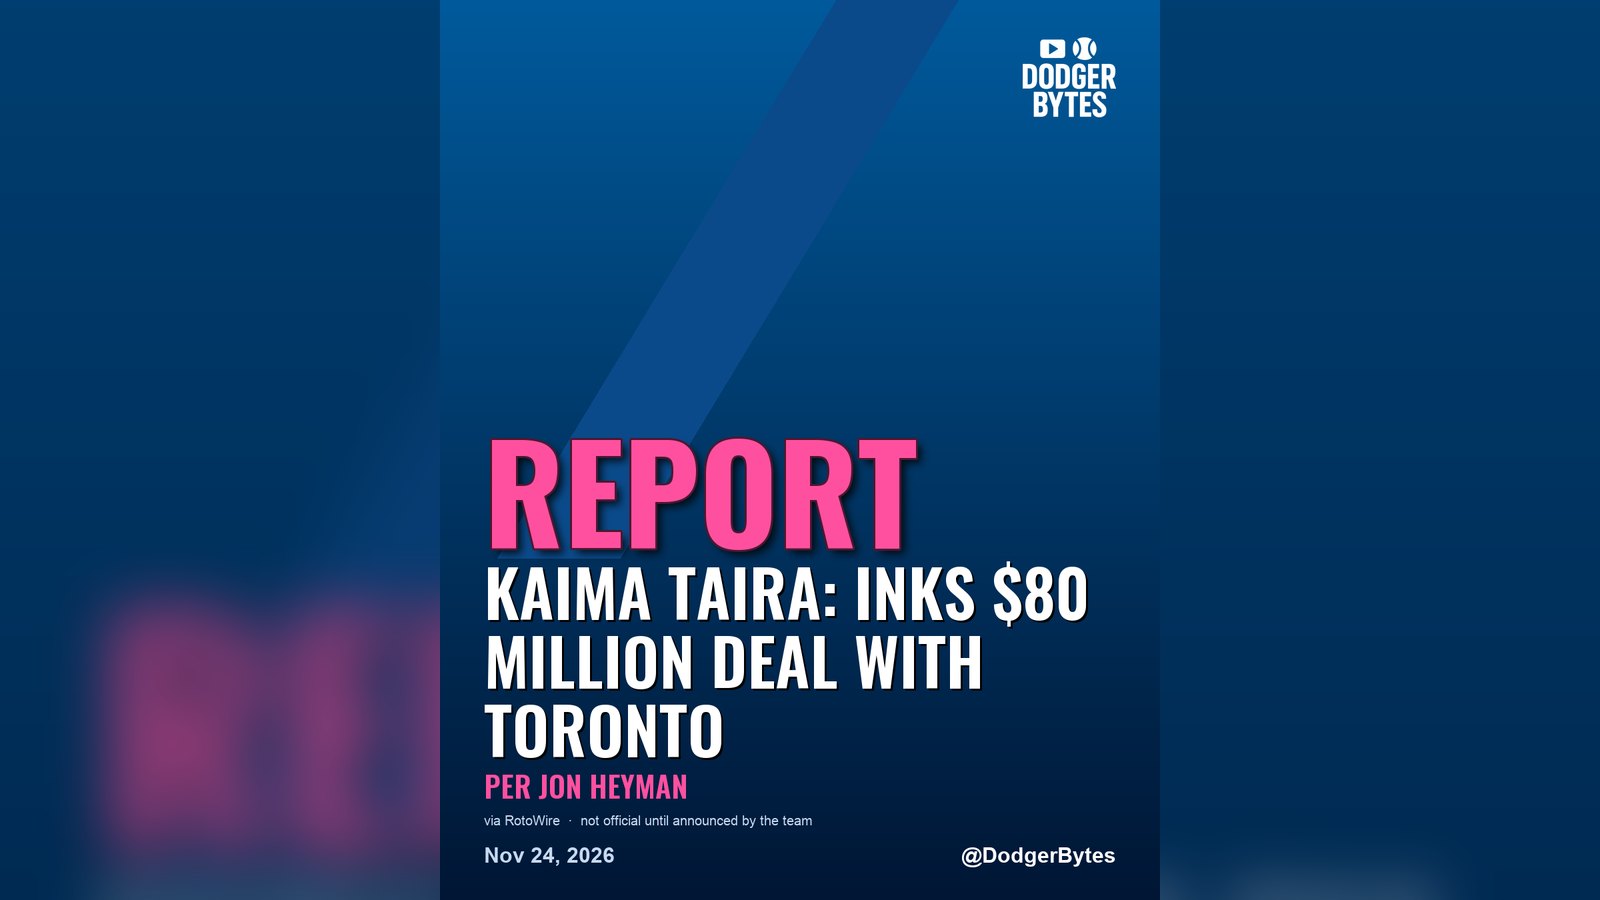 DODGER
BYTES
REPORT
KAIMA TAIRA: INKS $80
MILLION DEAL WITH
TORONTO
PER JON HEYMAN
via RotoWire · not official until announced by the team
Nov 24, 2026
@DodgerBytes